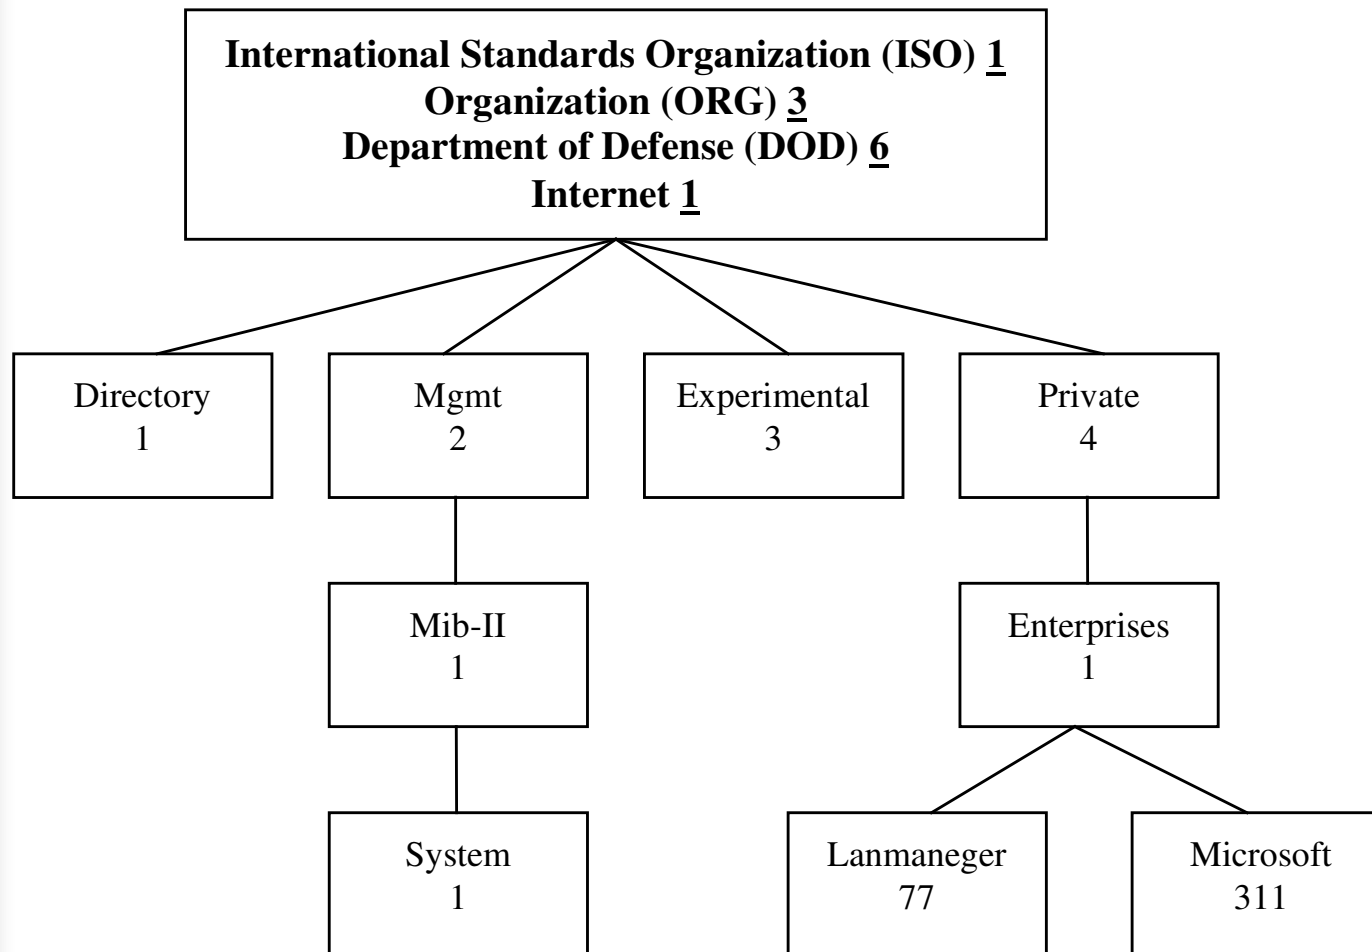 International Standards Organization (ISO) 1
Organization (ORG) 3
Department of Defense (DOD) 6
Internet 1
Directory
1
Mgmt
2
Experimental
3
Private
4
Mib-II
1
Enterprises
1
System
1
Lanmaneger
77
Microsoft
311